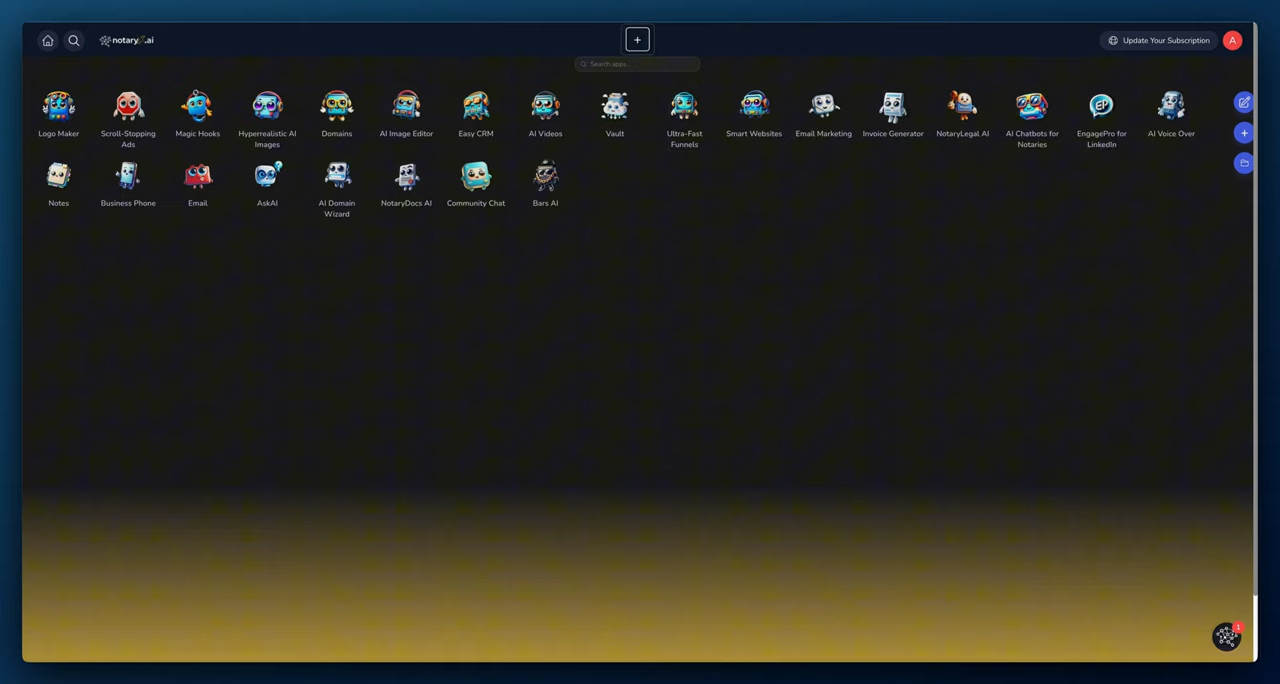 notary.ai
Update Your Subscription
A
Search apps...
Logo Maker
Scroll-Stopping
Ads
Magic Hooks
Hyperrealistic AI
Images
Domains
AI Image Editor
Easy CRM
AI Videos
Vault
Ultra-Fast
Funnels
Smart Websites
Email Marketing
Invoice Generator
NotaryLegal AI
AI Chatbots for
Notaries
EP
EngagePro for
LinkedIn
AI Voice Over
Notes
Business Phone
Email
AskAI
AI Domain
Wizard
NotaryDocs AI
Community Chat
Bars AI
1